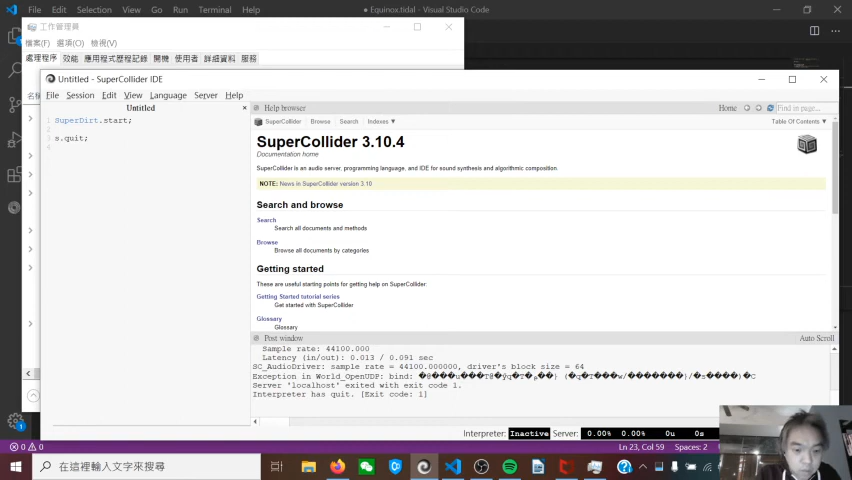 File Edit Selection View Go Run Terminal Help
● Equinox.tidal - Visual Studio Code
工作管理員
檔案(F) 選項(O) 檢視(V)
處理程序 效能 應用程式歷程記錄 開機 使用者 詳細資料 服務
Untitled - SuperCollider IDE
File Session Edit View Language Server Help
Untitled
1 SuperDirt.start;
2
3 s.quit;
4
Help browser
Home
Find in page...
SuperCollider Browse Search Indexes ▼
Table Of Contents ▼
SuperCollider 3.10.4
Documentation home
SuperCollider is an audio server, programming language, and IDE for sound synthesis and algorithmic composition.
NOTE: News in SuperCollider version 3.10
Search and browse
Search
Search all documents and methods
Browse
Browse all documents by categories
Getting started
These are useful starting points for getting help on SuperCollider
Getting Started tutorial series
Get started with SuperCollider
Glossary
Glossary
Post window
Auto Scroll
Sample rate: 44100.000
Latency (in/out): 0.013 / 0.091 sec
SC_AudioDriver: sample rate = 44100.000000, driver's block size = 64
Exception in World_OpenUDP: bind:
Server 'localhost' exited with exit code 1.
Interpreter has quit. [Exit code: 1]
Interpreter: Inactive Server: 0.00% 0.00% 0u 0s
0 0
Ln 23, Col 59 Spaces: 2
在這裡輸入文字來搜尋